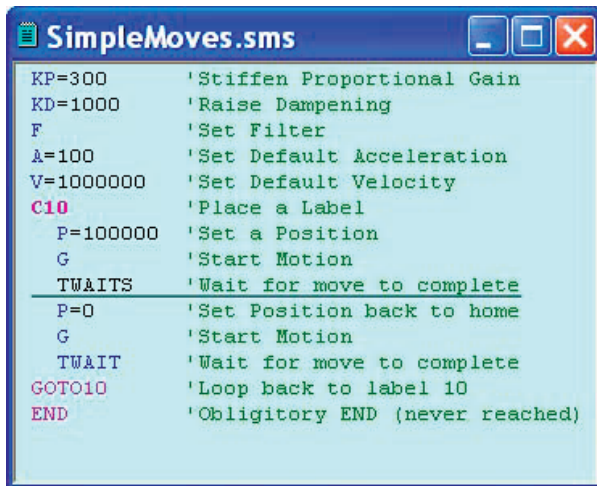 SimpleMoves.sms
KP=300 'Stiffen Proportional Gain
KD=1000 'Raise Dampening
F 'Set Filter
A=100 'Set Default Acceleration
V=1000000 'Set Default Velocity
C10 'Place a Label
P=100000 'Set a Position
G 'Start Motion
TWAITS 'Wait for move to complete
P=0 'Set Position back to home
G 'Start Motion
TWAIT 'Wait for move to complete
GOTO10 'Loop back to label 10
END 'Obligitory END (never reached)